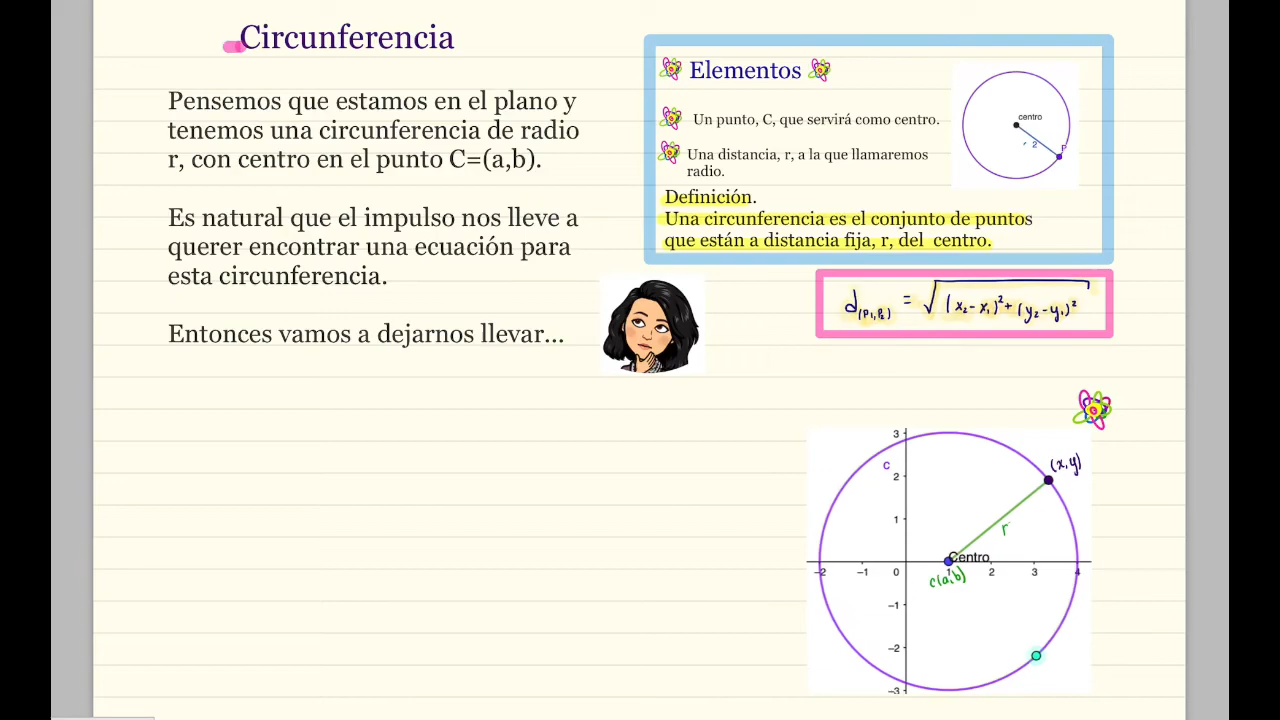 Circunferencia
Pensemos que estamos en el plano y
tenemos una circunferencia de radio
r, con centro en el punto C=(a,b).
Es natural que el impulso nos lleve a
querer encontrar una ecuación para
esta circunferencia.
Entonces vamos a dejarnos llevar...
Elementos
Un punto, C, que servirá como centro.
Una distancia, r, a la que llamaremos
radio.
Definición.
Una circunferencia es el conjunto de puntos
que están a distancia fija, r, del centro.
centro
r 2
P
d(P₁,P₂) = √(x₂-x₁)²+(y₂-y₁)²
3
c
(x,y)
2
1
r
Centro
-2 -1 0 1 2 3 4
c(a,b)
-1
-2
-3